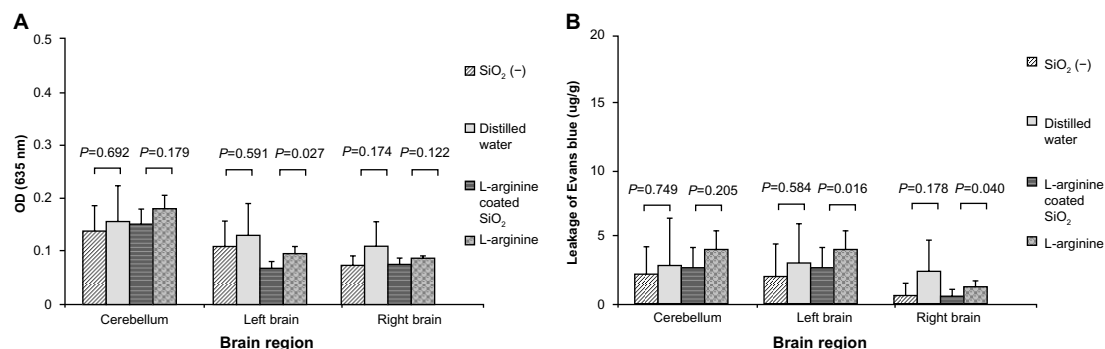 A
0.5
0.4
0.3
0.2
0.1
0
OD (635 nm)
P=0.692
P=0.179
P=0.591
P=0.027
P=0.174
P=0.122
Cerebellum
Left brain
Right brain
Brain region
SiO₂ (−)
Distilled
water
L-arginine
coated
SiO₂
L-arginine
B
20
15
10
5
0
Leakage of Evans blue (ug/g)
P=0.749
P=0.205
P=0.584
P=0.016
P=0.178
P=0.040
Cerebellum
Left brain
Right brain
Brain region
SiO₂ (−)
Distilled
water
L-arginine
coated
SiO₂
L-arginine